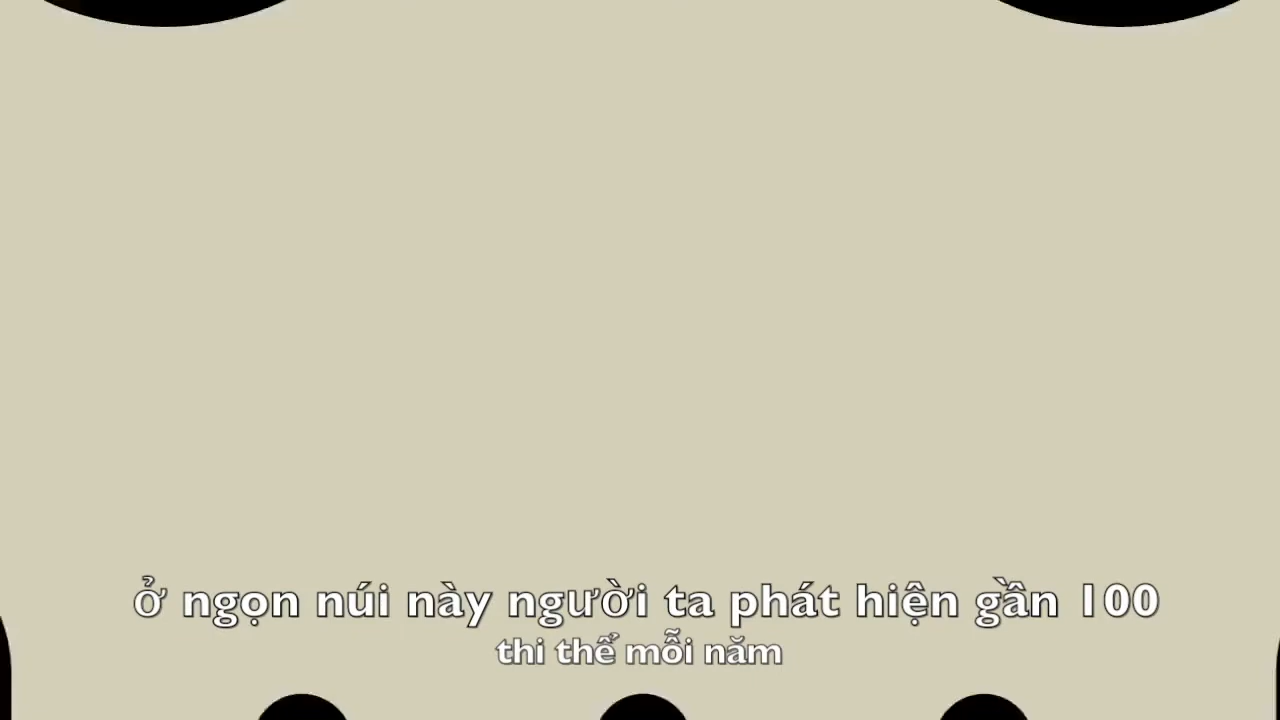 ở ngọn núi này người ta phát hiện gần 100
thi thể mỗi năm